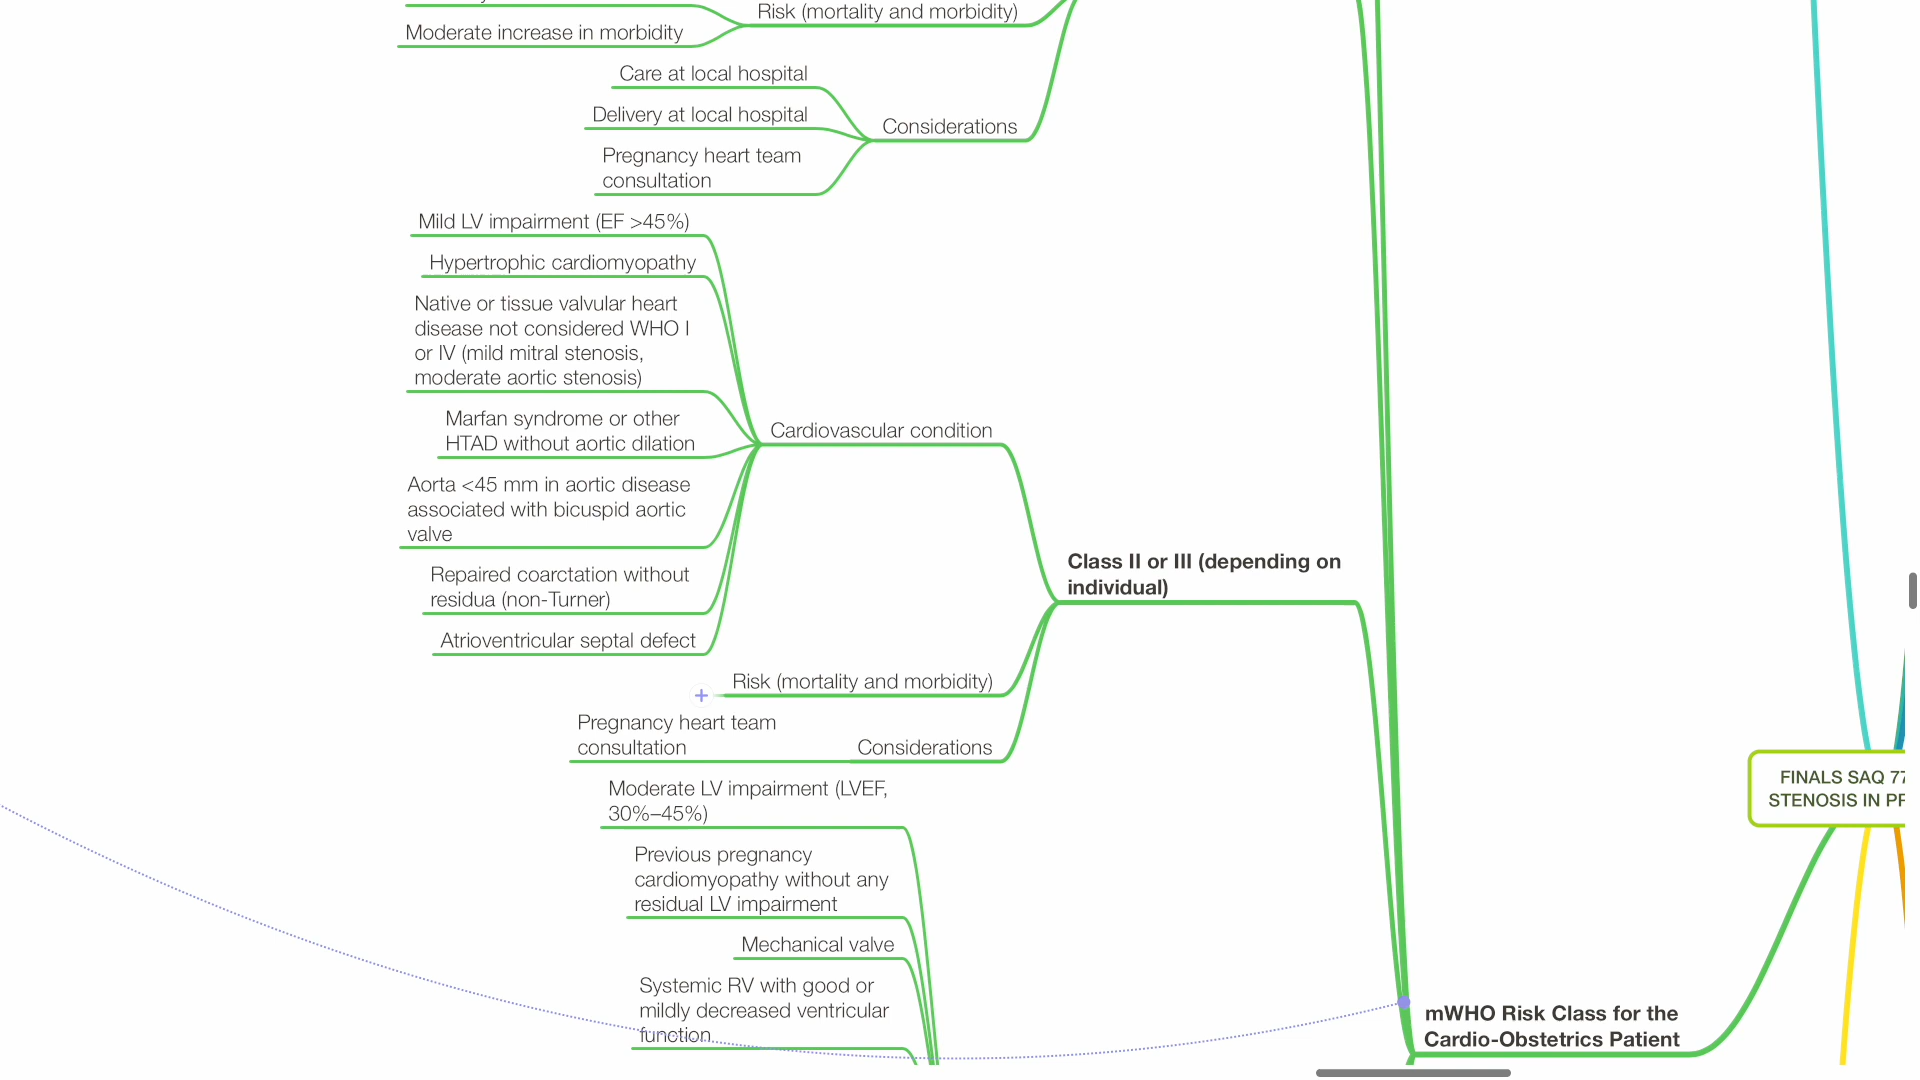 Risk (mortality and morbidity)
Moderate increase in morbidity
Care at local hospital
Delivery at local hospital
Considerations
Pregnancy heart team
consultation
Mild LV impairment (EF >45%)
Hypertrophic cardiomyopathy
Native or tissue valvular heart
disease not considered WHO I
or IV (mild mitral stenosis,
moderate aortic stenosis)
Marfan syndrome or other
HTAD without aortic dilation
Cardiovascular condition
Aorta <45 mm in aortic disease
associated with bicuspid aortic
valve
Repaired coarctation without
residua (non-Turner)
Atrioventricular septal defect
Class II or III (depending on
individual)
Risk (mortality and morbidity)
Pregnancy heart team
consultation
Considerations
Moderate LV impairment (LVEF,
30%–45%)
Previous pregnancy
cardiomyopathy without any
residual LV impairment
Mechanical valve
Systemic RV with good or
mildly decreased ventricular
function
mWHO Risk Class for the
Cardio-Obstetrics Patient
FINALS SAQ 77
STENOSIS IN PR